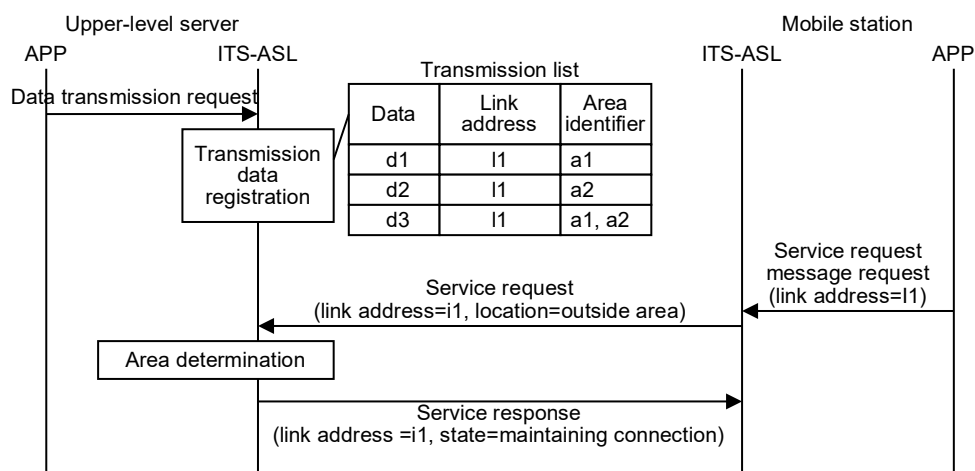 Upper-level server
Mobile station
APP
ITS-ASL
ITS-ASL
APP
Transmission list
Data transmission request
Data
Link
address
Area
identifier
Transmission
data
registration
d1
l1
a1
d2
l1
a2
d3
l1
a1, a2
Service request
message request
(link address=l1)
Service request
(link address=i1, location=outside area)
Area determination
Service response
(link address =i1, state=maintaining connection)